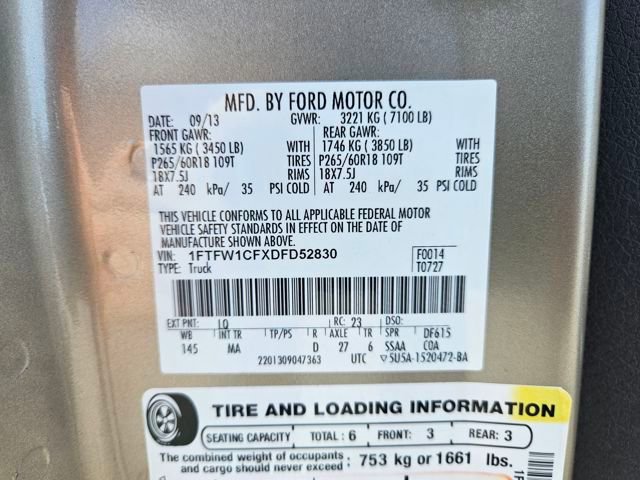 MFD. BY FORD MOTOR CO.
DATE: 09/13 GVWR: 3221 KG ( 7100 LB)
FRONT GAWR: REAR GAWR:
1565 KG ( 3450 LB) WITH 1746 KG ( 3850 LB) WITH
P265/60R18 109T TIRES P265/60R18 109T TIRES
18X7.5J RIMS 18X7.5J RIMS
AT 240 kPa/ 35 PSI COLD AT 240 kPa/ 35 PSI COLD
THIS VEHICLE CONFORMS TO ALL APPLICABLE FEDERAL MOTOR
VEHICLE SAFETY STANDARDS IN EFFECT ON THE DATE OF
MANUFACTURE SHOWN ABOVE.
VIN: 1FTFW1CFXDFD52830 F0014
TYPE: Truck T0727
EXT PNT: LQ RC: 23 DSO:
WB INT TR TP/PS R AXLE TR SPR DF615
145 MA D 27 6 SSAA COA
2201309047363 UTC ▽5U5A-1520472-BA
TIRE AND LOADING INFORMATION
SEATING CAPACITY TOTAL : 6 FRONT: 3 REAR: 3
The combined weight of occupants
and cargo should never exceed : 753 kg or 1661 lbs.